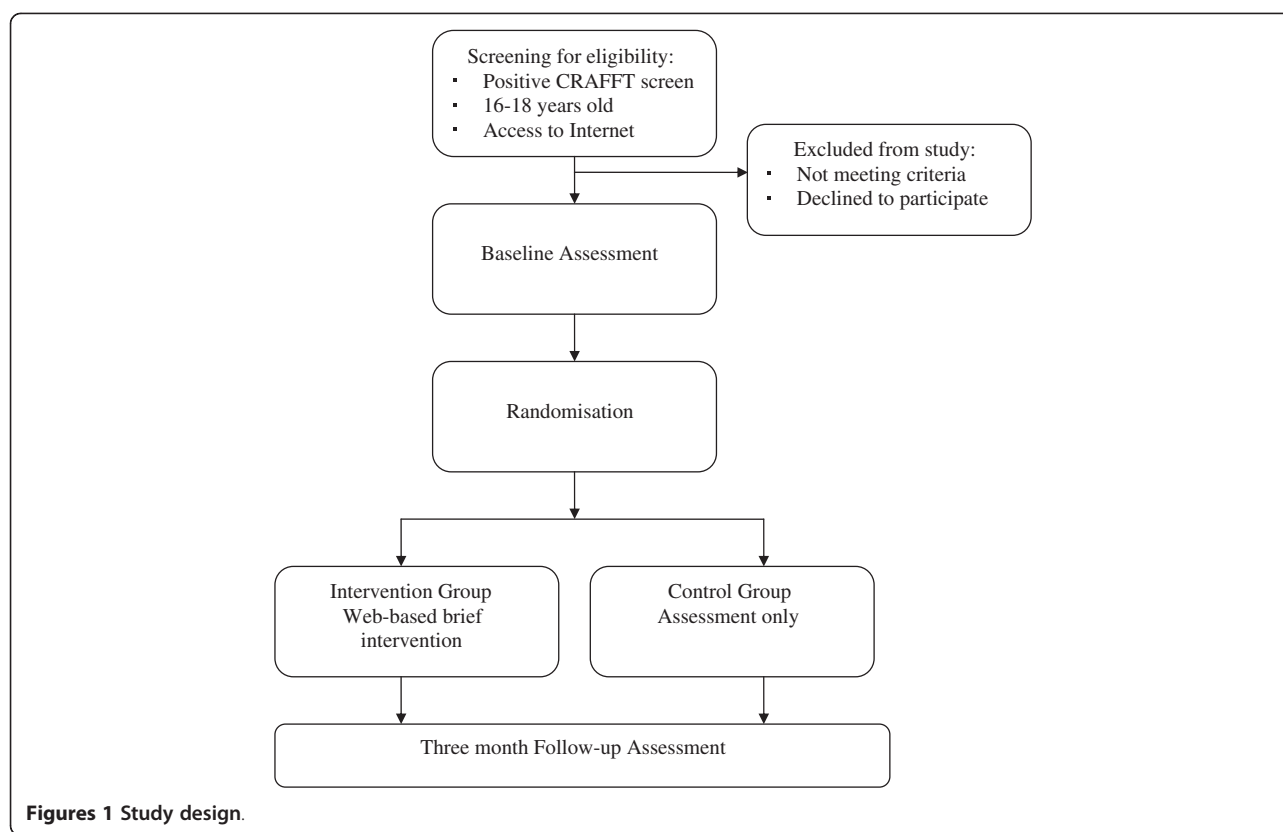 Screening for eligibility:
▪ Positive CRAFFT screen
▪ 16-18 years old
▪ Access to Internet
Excluded from study:
▪ Not meeting criteria
▪ Declined to participate
Baseline Assessment
Randomisation
Intervention Group
Web-based brief
intervention
Control Group
Assessment only
Three month Follow-up Assessment
Figures 1 Study design.